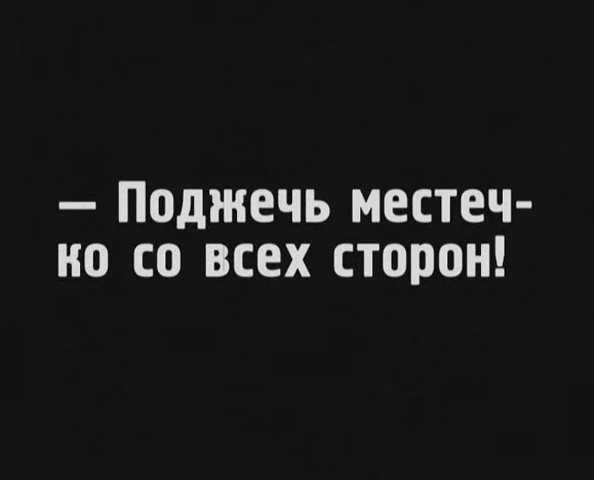 — Поджечь местеч-
ко со всех сторон!